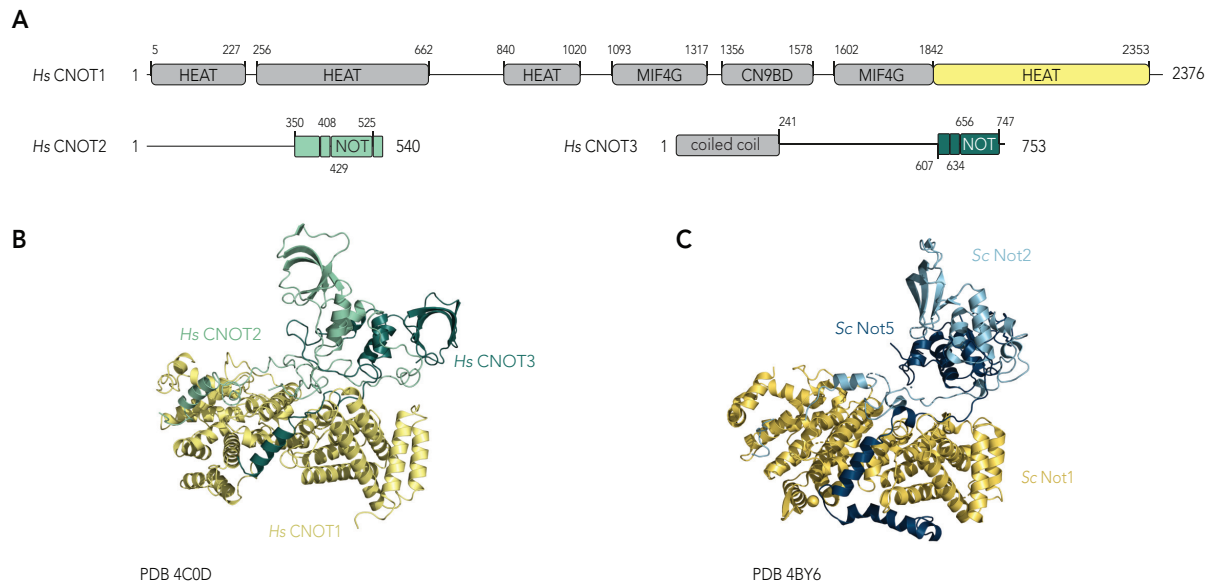 A
5 227 256 662 840 1020 1093 1317 1356 1578 1602 1842 2353
Hs CNOT1 1 HEAT HEAT HEAT MIF4G CN9BD MIF4G HEAT 2376
350 408 525
Hs CNOT2 1 NOT 540
429
241 656 747
Hs CNOT3 1 coiled coil NOT 753
607 634
B
Hs CNOT2
Hs CNOT3
Hs CNOT1
PDB 4C0D
C
Sc Not2
Sc Not5
Sc Not1
PDB 4BY6